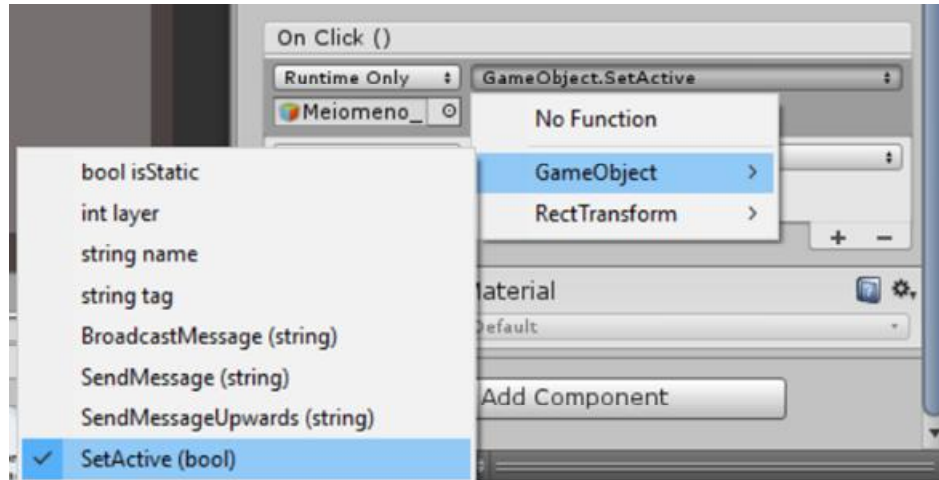 On Click ()
Runtime Only
GameObject.SetActive
Meiomeno_
No Function
GameObject
RectTransform
bool isStatic
int layer
string name
string tag
BroadcastMessage (string)
SendMessage (string)
SendMessageUpwards (string)
SetActive (bool)
+ −
Add Component